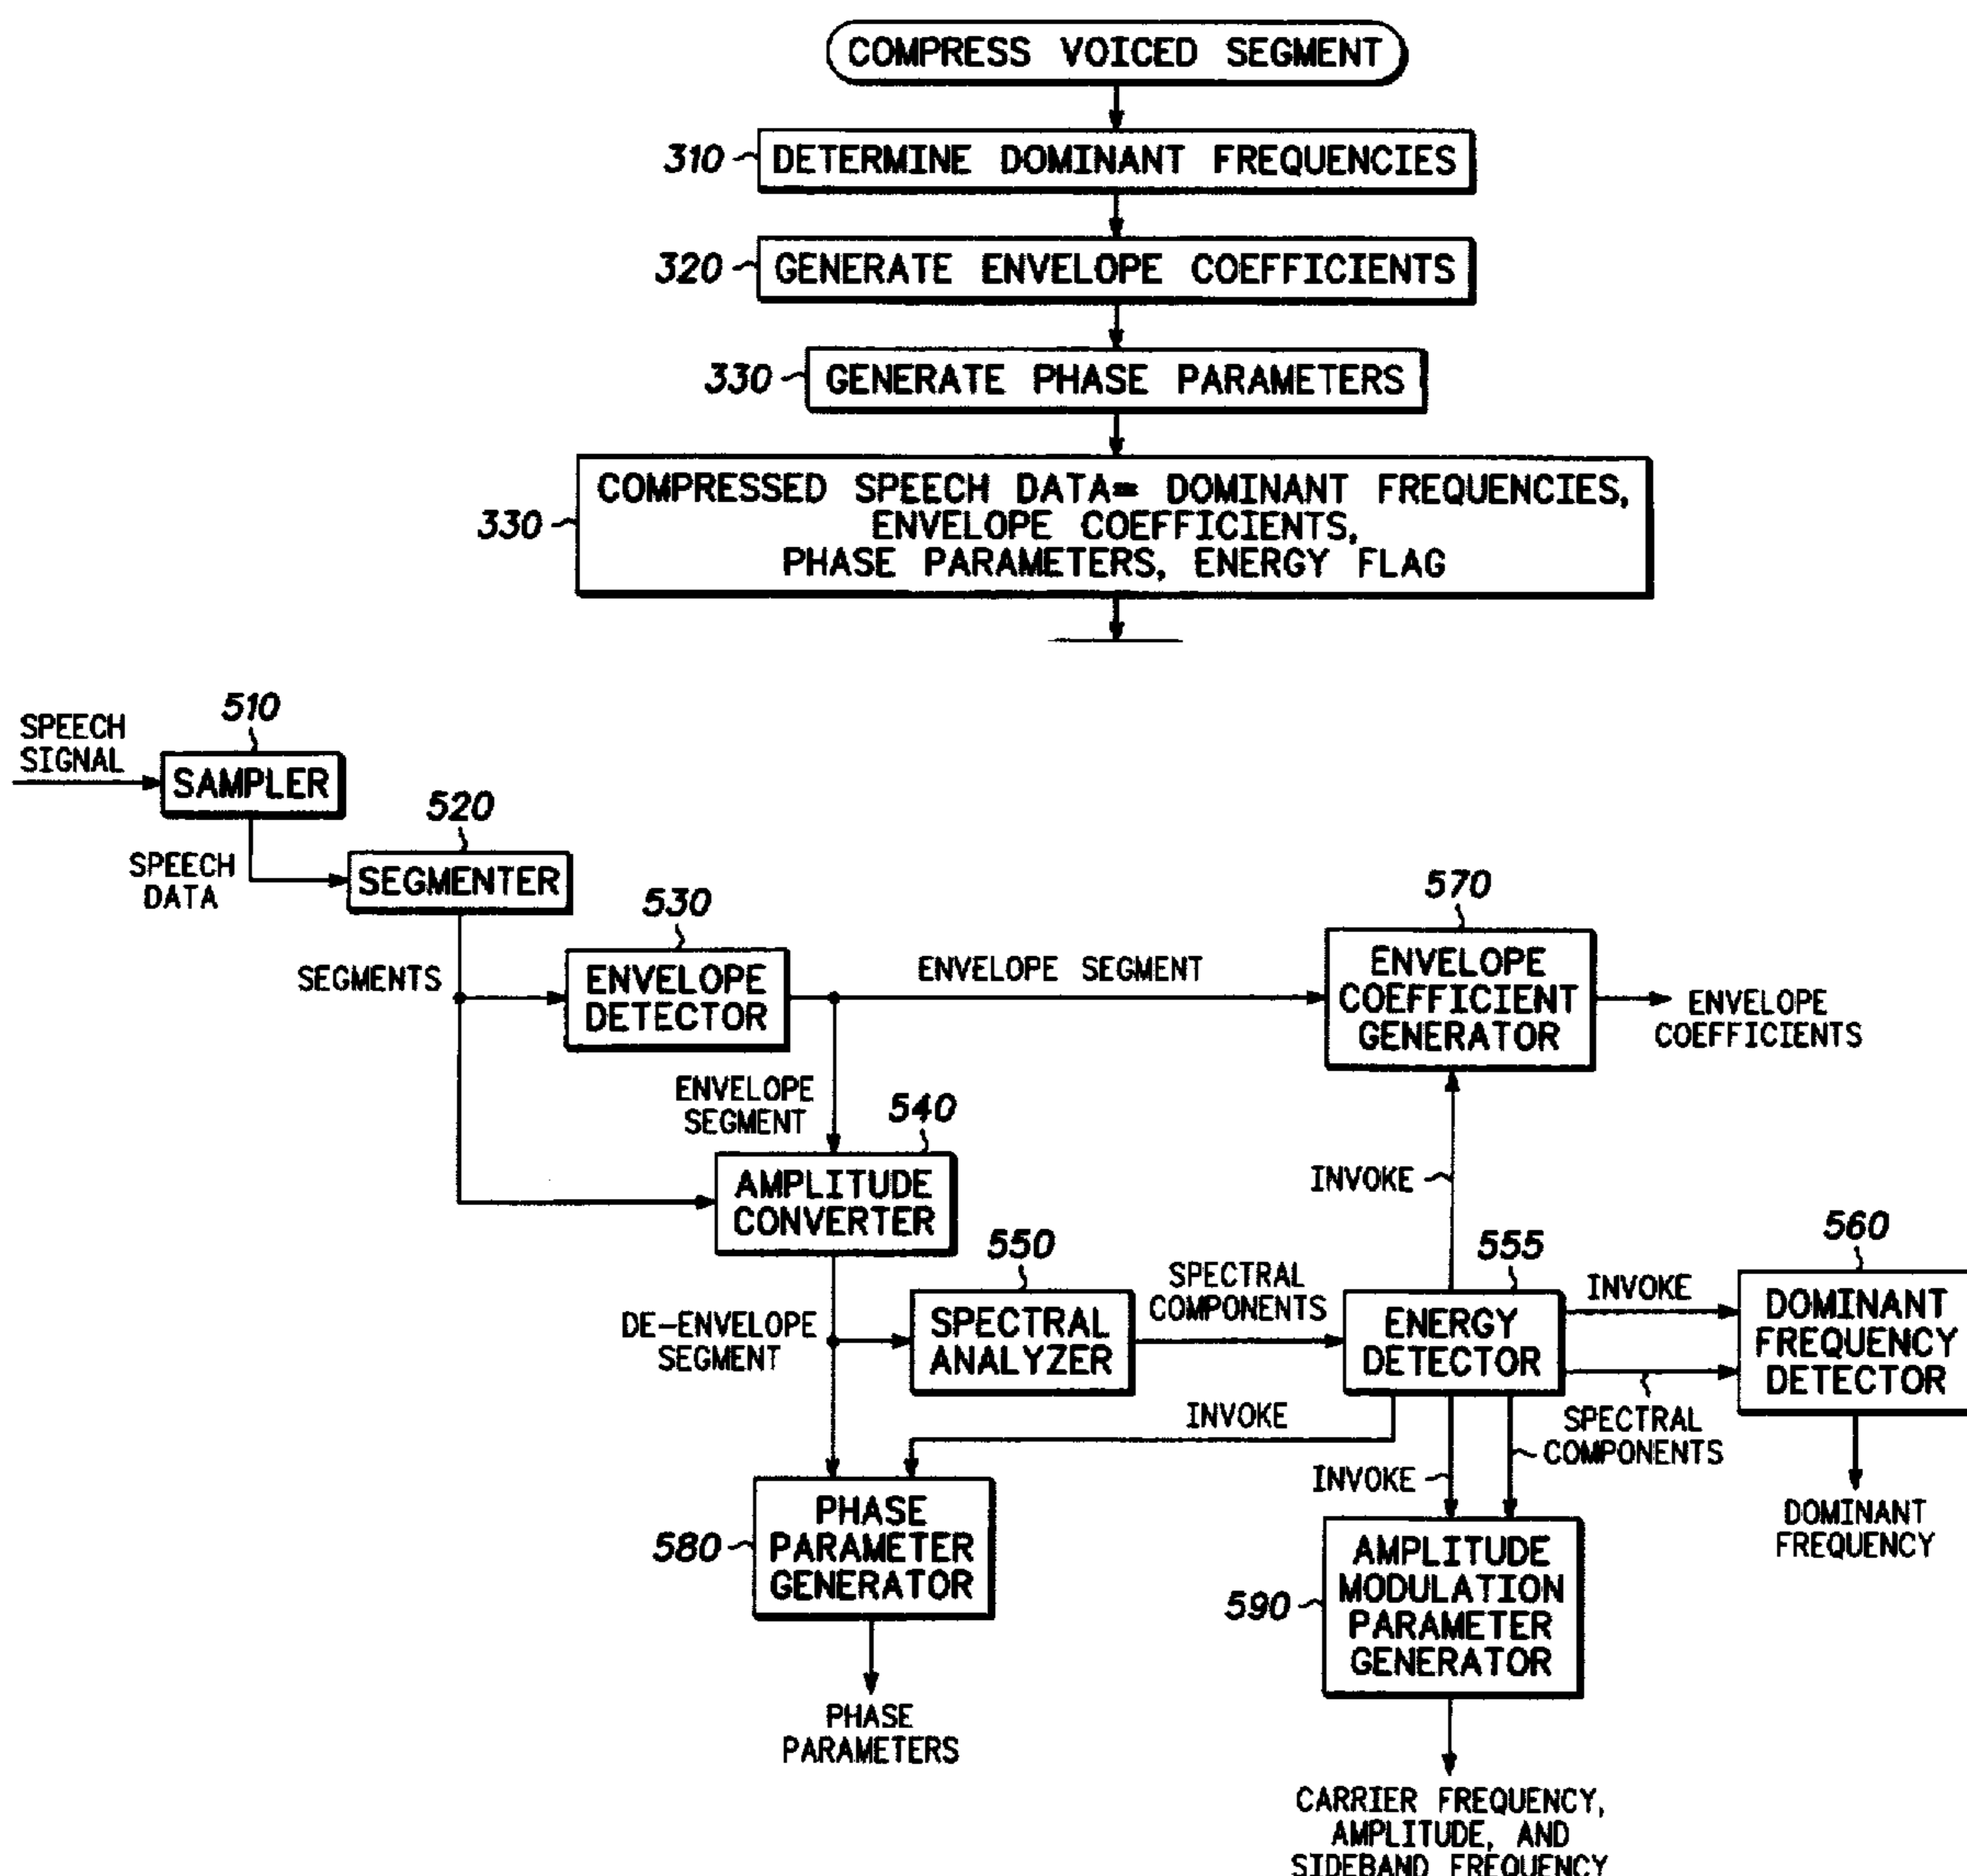 COMPRESS VOICED SEGMENT
310
DETERMINE DOMINANT FREQUENCIES
320
GENERATE ENVELOPE COEFFICIENTS
330
GENERATE PHASE PARAMETERS
330
COMPRESSED SPEECH DATA= DOMINANT FREQUENCIES,
ENVELOPE COEFFICIENTS,
PHASE PARAMETERS, ENERGY FLAG
SPEECH
SIGNAL
510
SAMPLER
SPEECH
DATA
520
SEGMENTER
SEGMENTS
530
ENVELOPE
DETECTOR
ENVELOPE SEGMENT
570
ENVELOPE
COEFFICIENT
GENERATOR
ENVELOPE
COEFFICIENTS
ENVELOPE
SEGMENT
540
AMPLITUDE
CONVERTER
INVOKE
DE-ENVELOPE
SEGMENT
550
SPECTRAL
ANALYZER
SPECTRAL
COMPONENTS
555
ENERGY
DETECTOR
INVOKE
560
DOMINANT
FREQUENCY
DETECTOR
SPECTRAL
COMPONENTS
INVOKE
INVOKE
DOMINANT
FREQUENCY
580
PHASE
PARAMETER
GENERATOR
590
AMPLITUDE
MODULATION
PARAMETER
GENERATOR
PHASE
PARAMETERS
CARRIER FREQUENCY,
AMPLITUDE, AND
SIDEBAND FREQUENCY